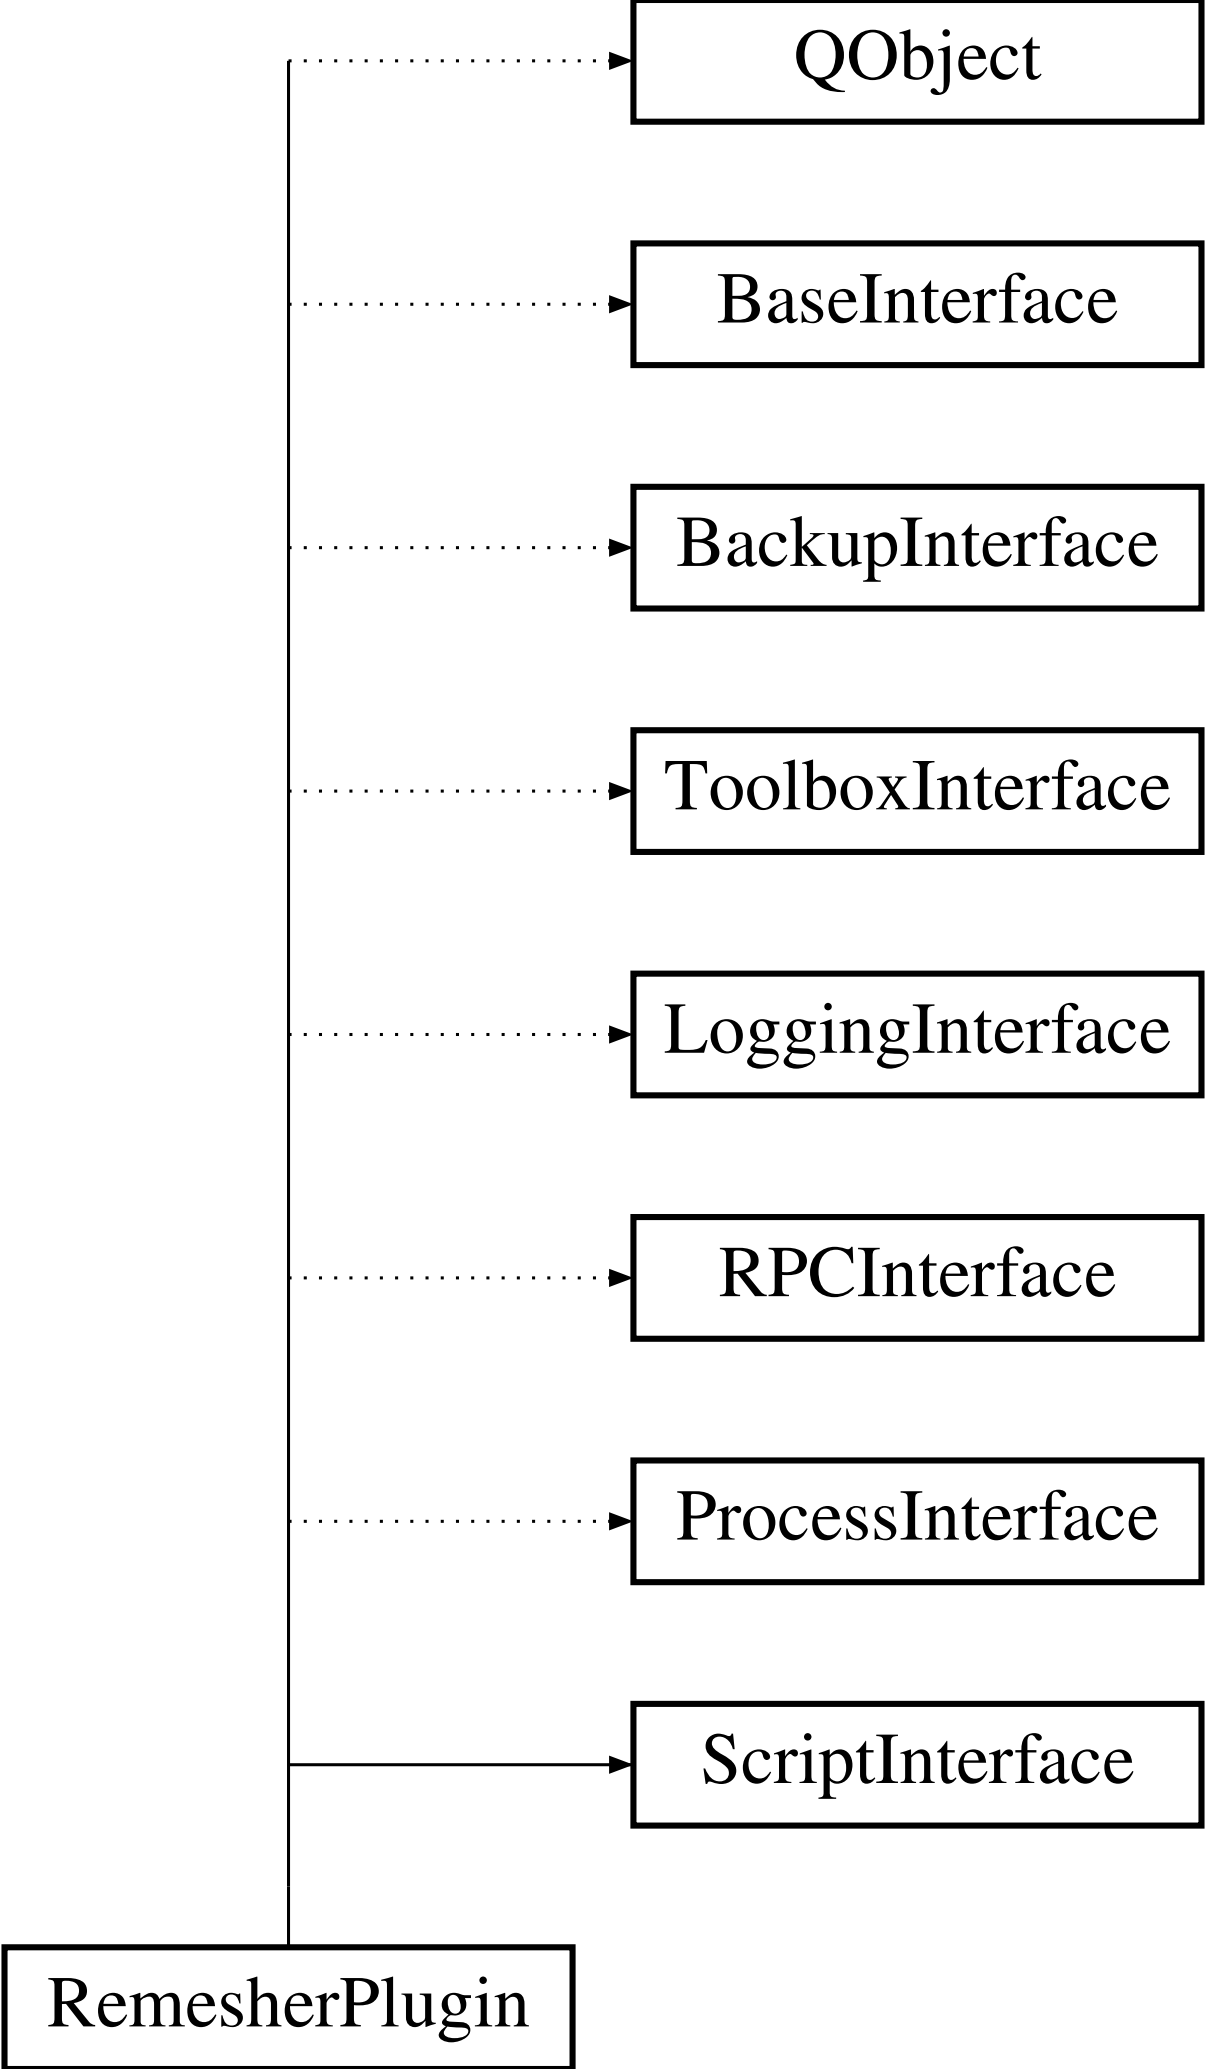 QObject
BaseInterface
BackupInterface
ToolboxInterface
LoggingInterface
RPCInterface
ProcessInterface
ScriptInterface
RemesherPlugin